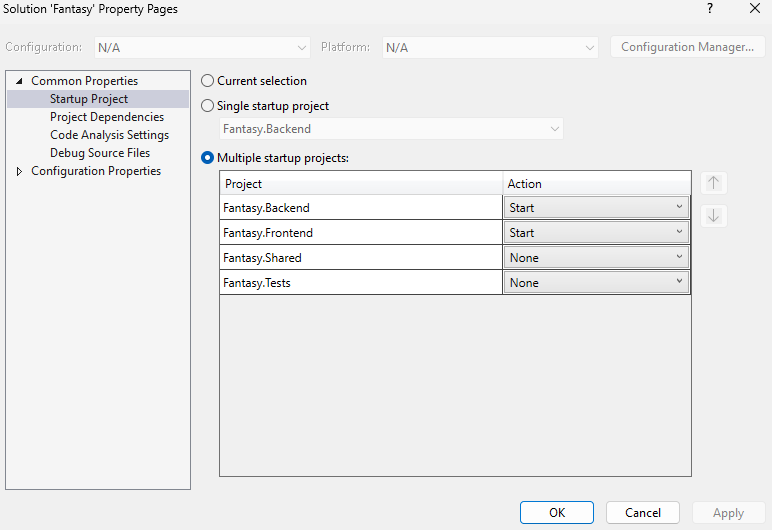 Solution 'Fantasy' Property Pages
?
Configuration: N/A Platform: N/A Configuration Manager...
Common Properties
Startup Project
Project Dependencies
Code Analysis Settings
Debug Source Files
Configuration Properties
Current selection
Single startup project
Fantasy.Backend
Multiple startup projects:
Project Action
Fantasy.Backend Start
Fantasy.Frontend Start
Fantasy.Shared None
Fantasy.Tests None
OK Cancel Apply